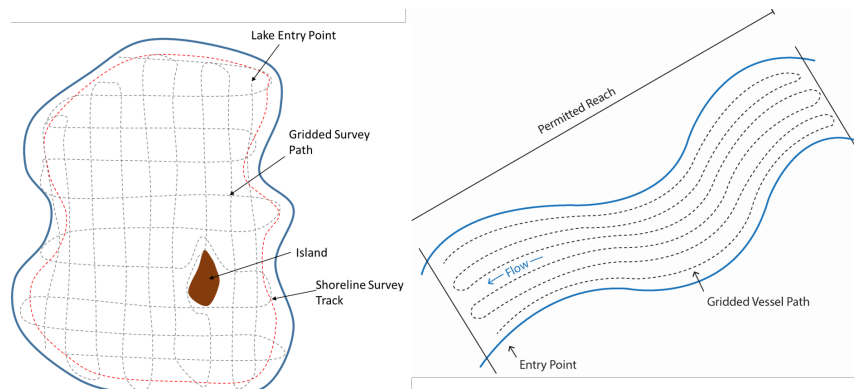 Lake Entry Point
Gridded Survey
Path
Island
Shoreline Survey
Track
Permitted Reach
Flow
Gridded Vessel Path
Entry Point